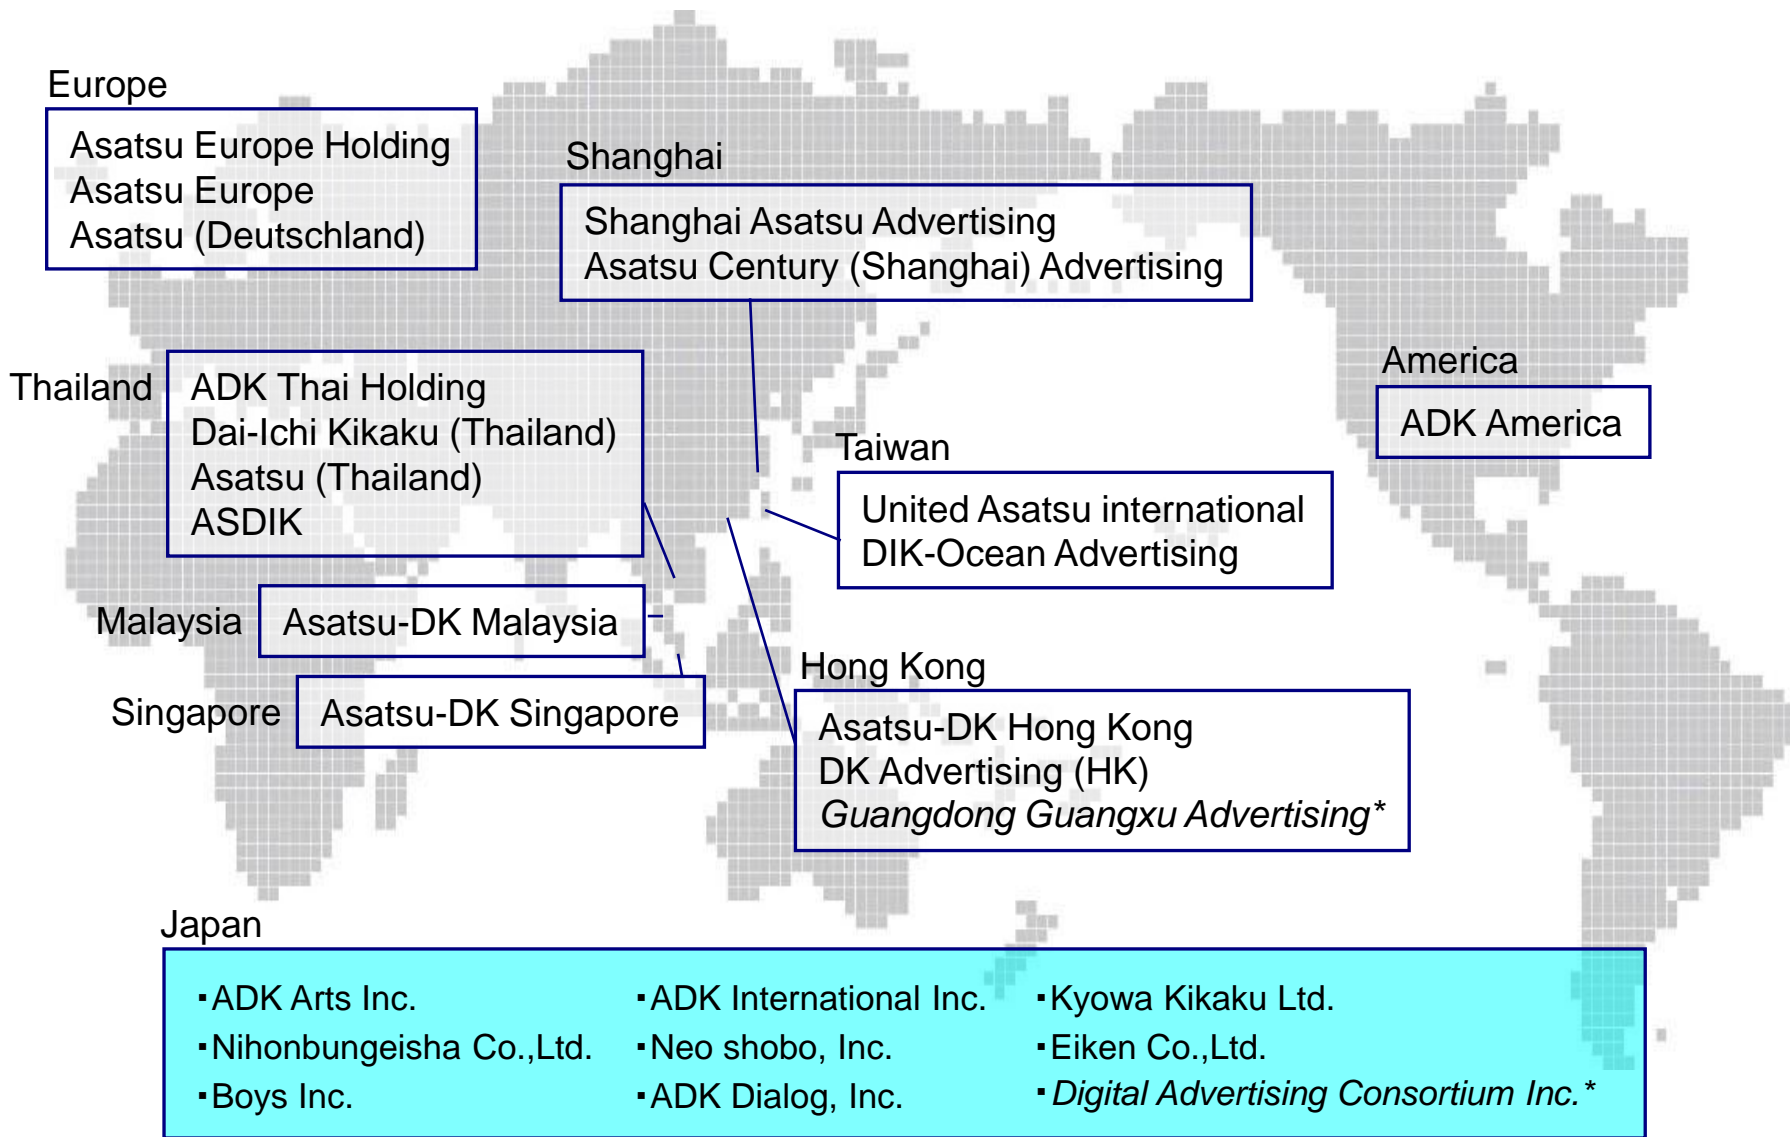 Europe
Asatsu Europe Holding
Asatsu Europe
Asatsu (Deutschland)
Shanghai
Shanghai Asatsu Advertising
Asatsu Century (Shanghai) Advertising
Thailand
ADK Thai Holding
Dai-Ichi Kikaku (Thailand)
Asatsu (Thailand)
ASDIK
America
ADK America
Taiwan
United Asatsu international
DIK-Ocean Advertising
Malaysia
Asatsu-DK Malaysia
Singapore
Asatsu-DK Singapore
Hong Kong
Asatsu-DK Hong Kong
DK Advertising (HK)
Guangdong Guangxu Advertising*
Japan
・ADK Arts Inc.
・Nihonbungeisha Co.,Ltd.
・Boys Inc.
・ADK International Inc.
・Neo shobo, Inc.
・ADK Dialog, Inc.
・Kyowa Kikaku Ltd.
・Eiken Co.,Ltd.
・Digital Advertising Consortium Inc.*